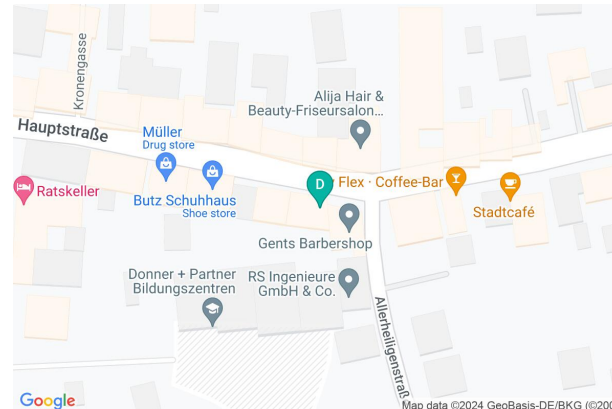 Kronengasse
Alija Hair &
Beauty-Friseursalon...
Hauptstraße
Müller
Drug store
D
Flex · Coffee-Bar
Ratskeller
Butz Schuhhaus
Shoe store
Stadtcafé
Gents Barbershop
Donner + Partner
Bildungszentren
RS Ingenieure
GmbH & Co.
Allerheiligenstraß
Google
Map data ©2024 GeoBasis-DE/BKG (©200